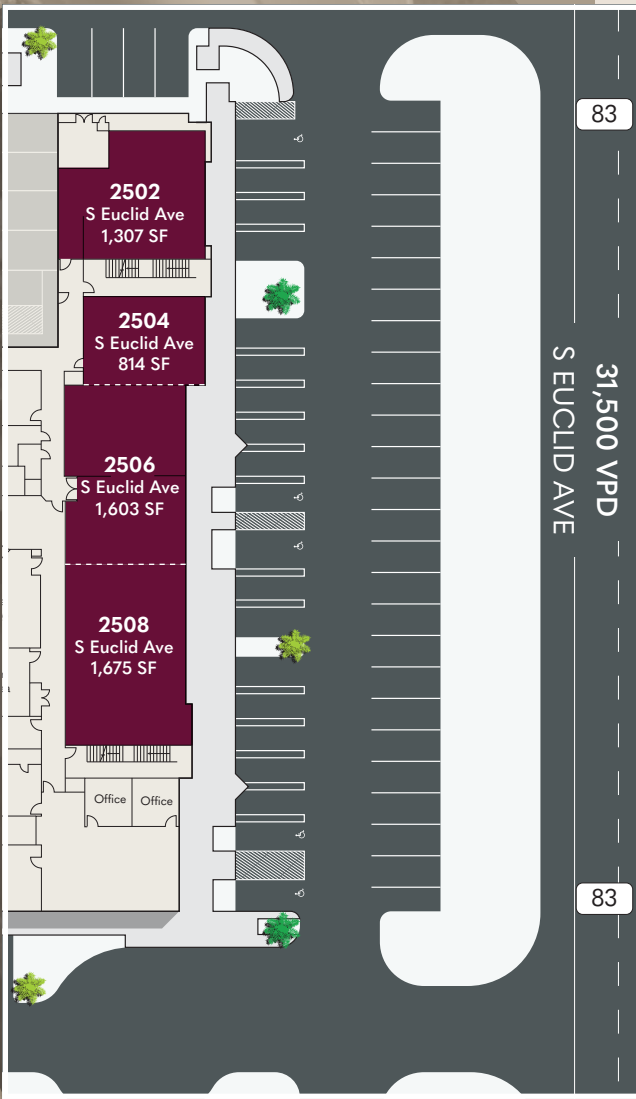 83
2502
S Euclid Ave
1,307 SF
2504
S Euclid Ave
814 SF
31,500 VPD
S EUCLID AVE
2506
S Euclid Ave
1,603 SF
2508
S Euclid Ave
1,675 SF
Office
Office
83